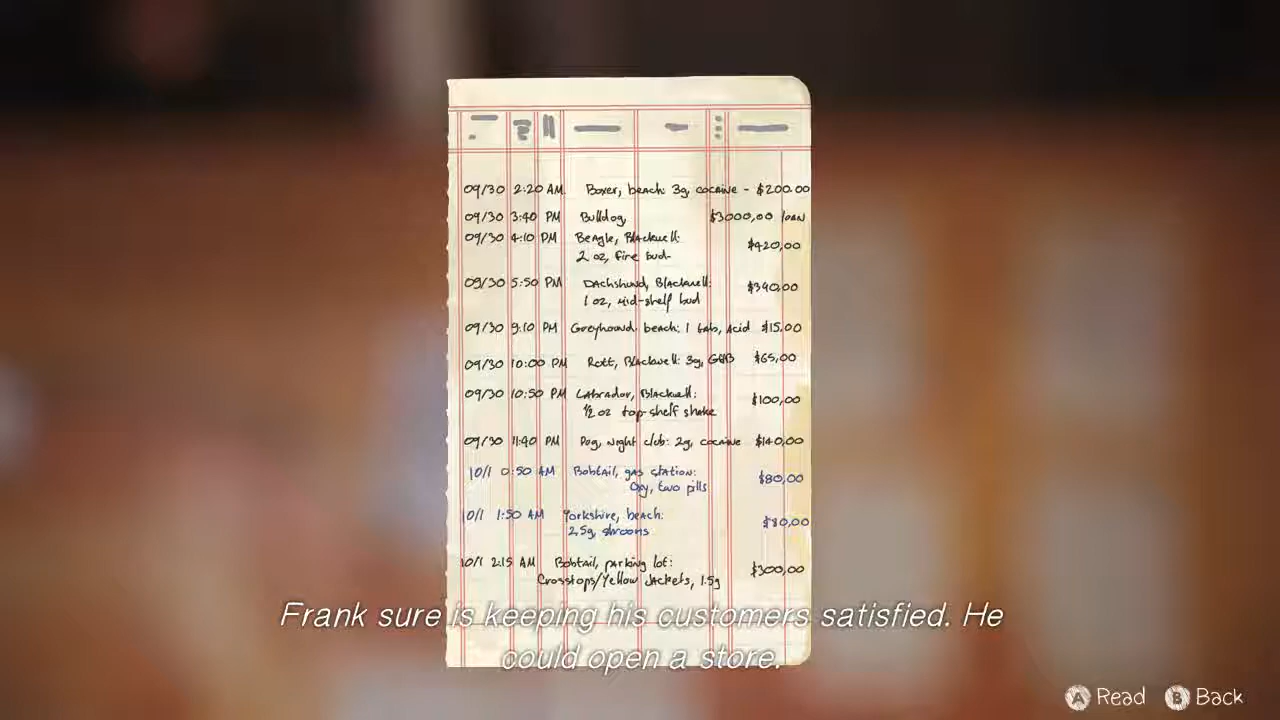 09/30 2:20 AM. Boxer, beach: 3g, cocaine - $200.00
09/30 3:40 PM Bulldog, $3000,00 loan
09/30 4:10 PM Beagle, Blackwell: $420,00
2 oz, fire bud-
09/30 5:50 PM Dachshund, Blackwell: $340,00
1 oz, mid-shelf bud
09/30 9:10 PM Greyhound. beach: 1 tab, Acid $15.00
09/30 10:00 PM Rott, Blackwell: 3g, GHB $65,00
09/30 10:50 PM Labrador, Blackwell: $100,00
1/2 oz top-shelf shake
09/30 11:40 PM Dog, night club: 2g, cocaine $140,00
10/1 0:50 AM Bobtail, gas station: $80,00
Oxy, two pills
10/1 1:50 AM Yorkshire, beach: $80,00
2,5g, shrooms
10/1 2:15 AM Bobtail, parking lot: $300,00
Crosstops/Yellow Jackets, 1.5g
Frank sure is keeping his customers satisfied. He
could open a store.
A Read B Back